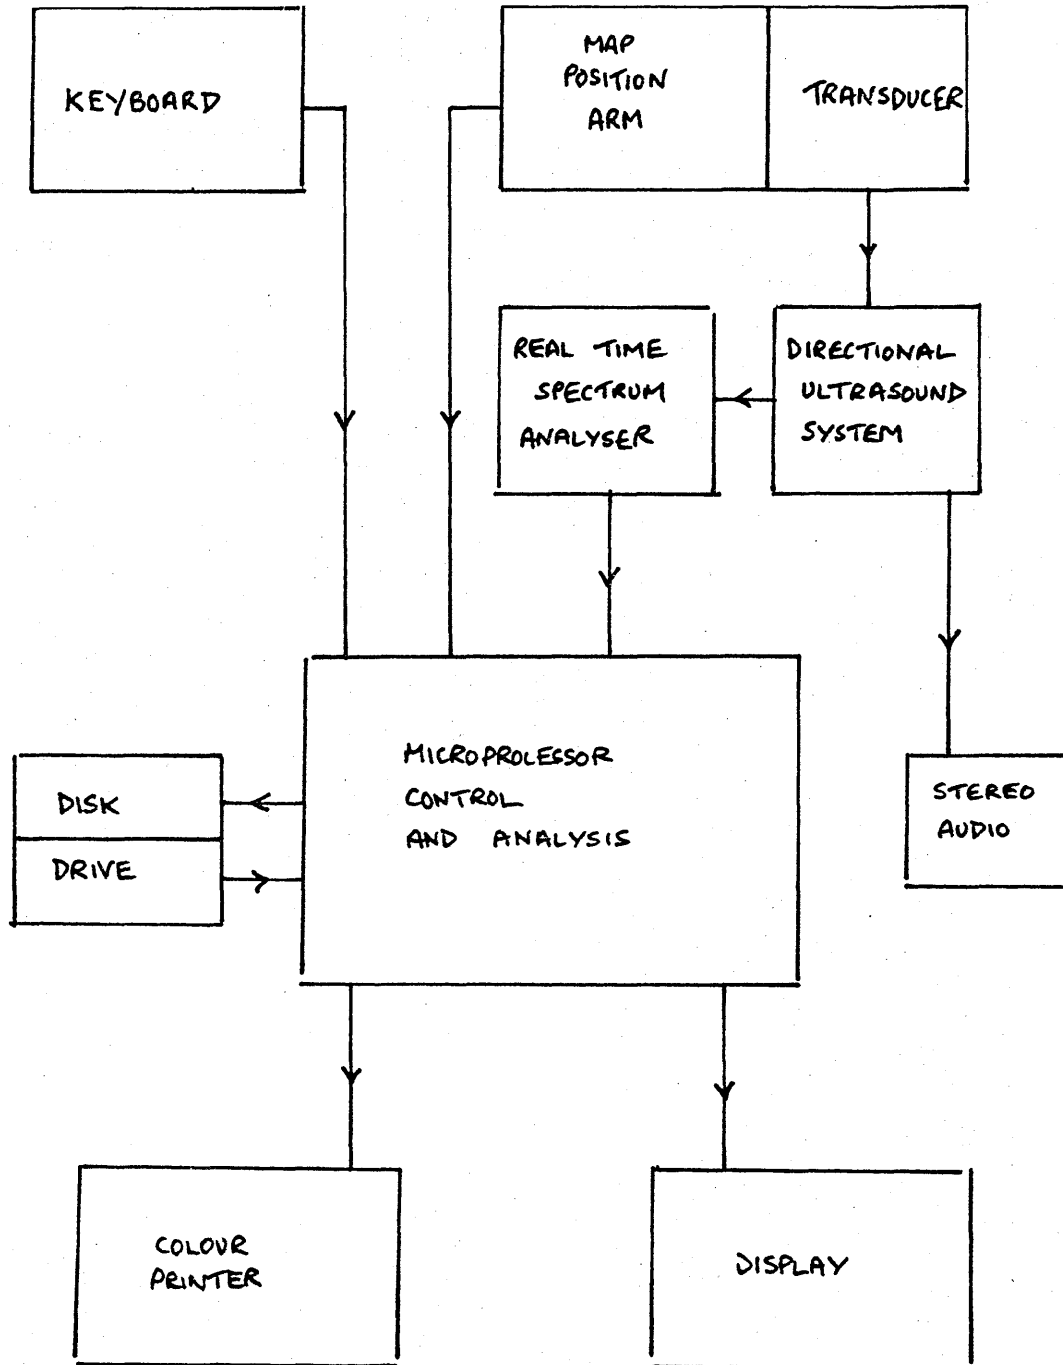 KEYBOARD
MAP
POSITION
ARM
TRANSDUCER
REAL TIME
SPECTRUM
ANALYSER
DIRECTIONAL
ULTRASOUND
SYSTEM
MICROPROLESSOR
CONTROL
AND ANALYSIS
DISK
DRIVE
STEREO
AUDIO
COLOUR
PRINTER
DISPLAY